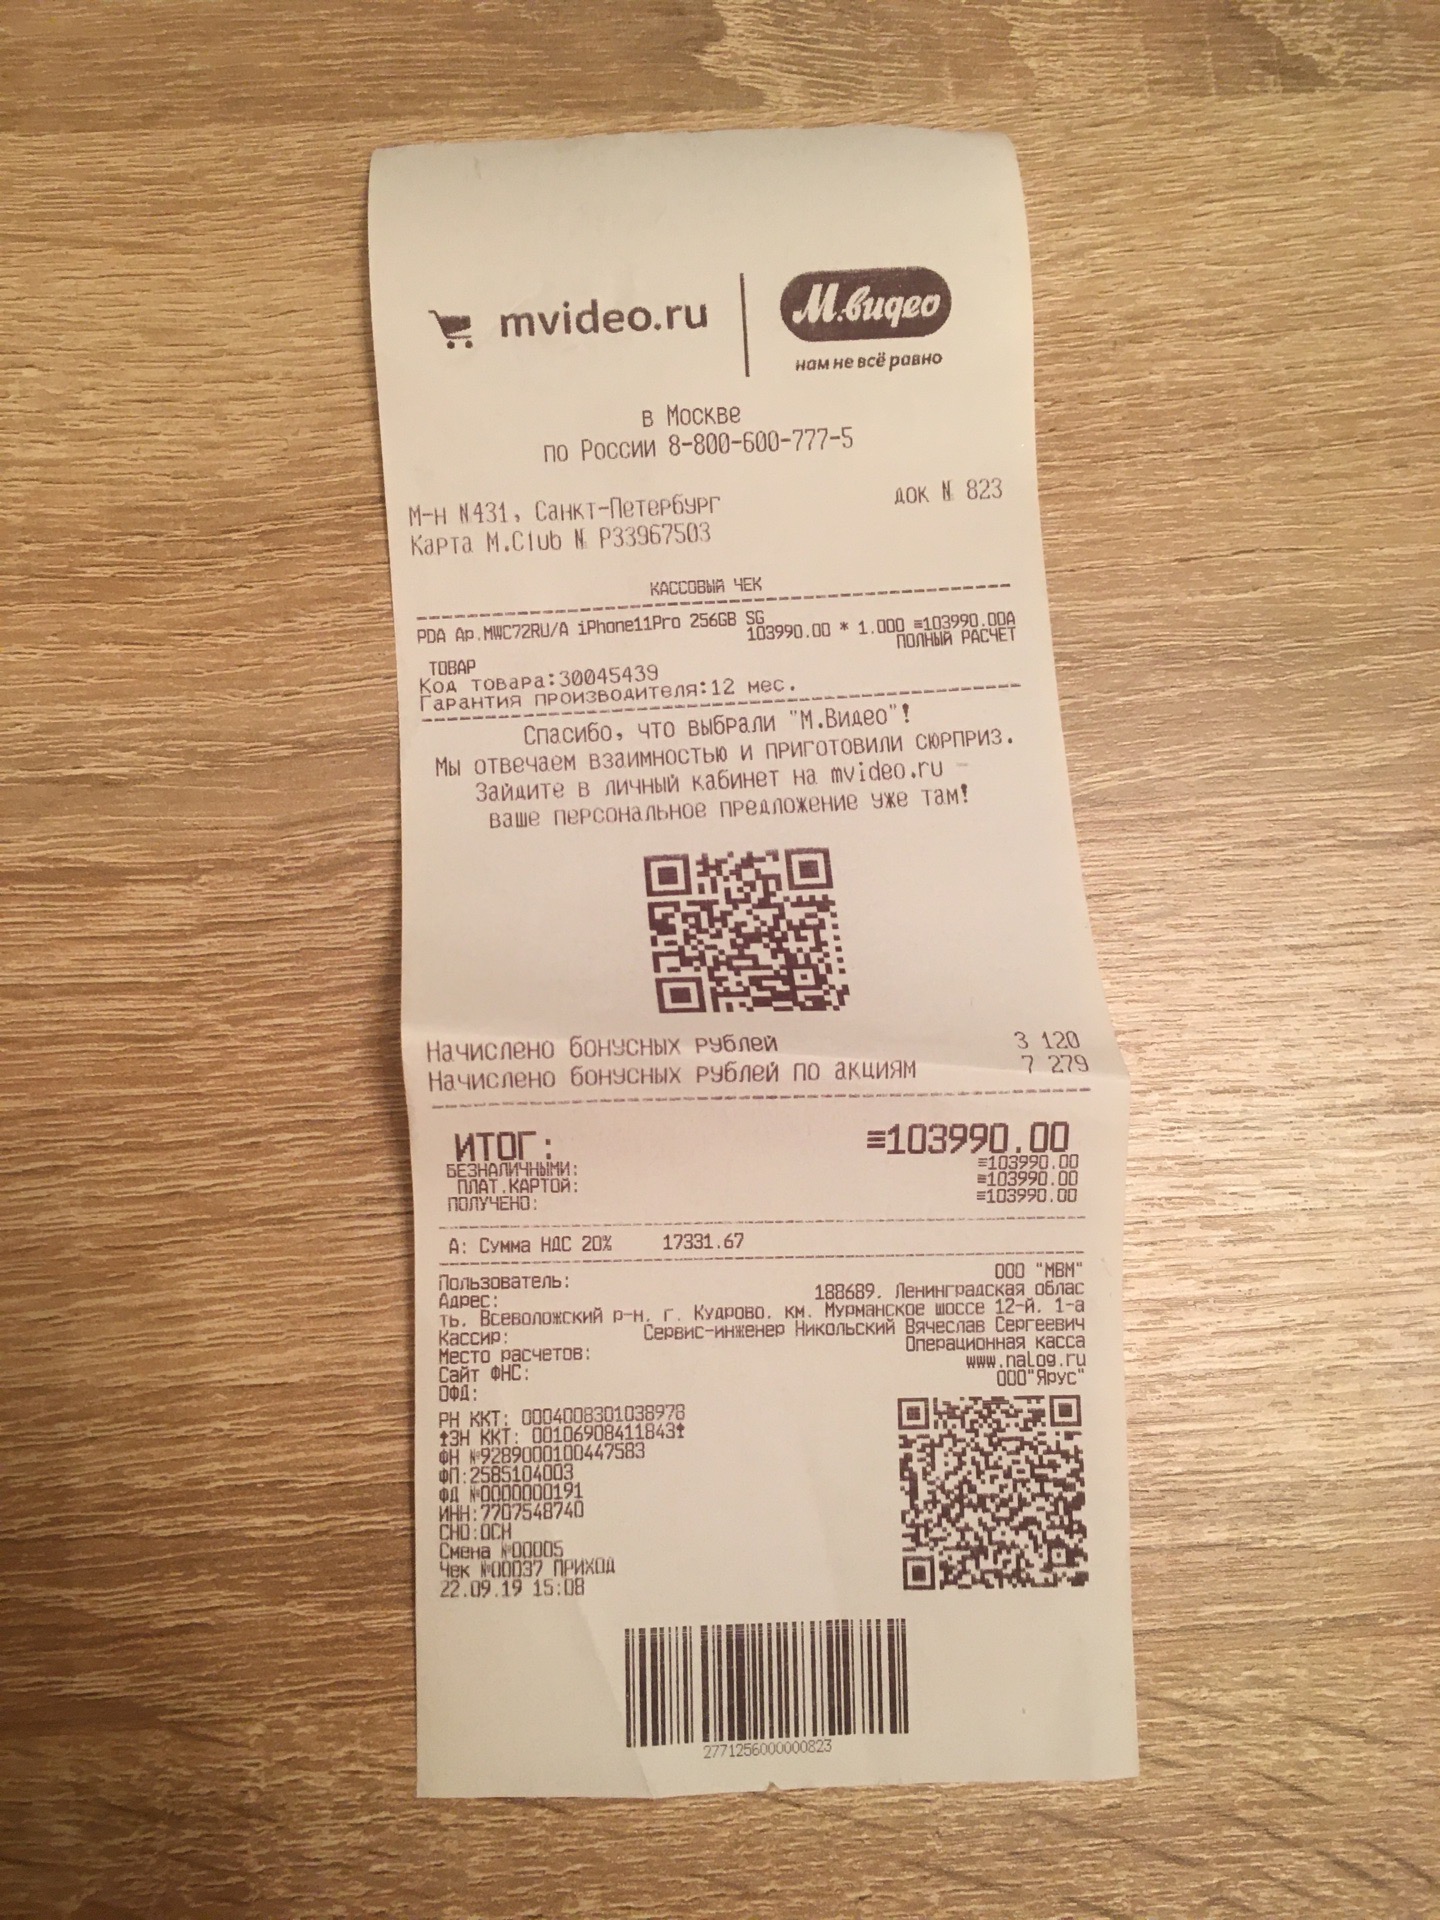 mvideo.ru
М.видео
нам не всё равно
в Москве
по России 8-800-600-777-5
М-н №431, Санкт-Петербург
док № 823
Карта M.Club № P33967503
КАССОВЫЙ ЧЕК
PDA Ap.MWC72RU/A iPhone11Pro 256GB SG
103990.00 * 1.000 ≡103990.00А
ПОЛНЫЙ РАСЧЕТ
ТОВАР
Код товара:30045439
Гарантия производителя:12 мес.
Спасибо, что выбрали "М.Видео"!
Мы отвечаем взаимностью и приготовили сюрприз.
Зайдите в личный кабинет на mvideo.ru –
ваше персональное предложение уже там!
Начислено бонусных рублей 3 120
Начислено бонусных рублей по акциям 7 279
ИТОГ: ≡103990.00
БЕЗНАЛИЧНЫМИ: ≡103990.00
ПЛАТ.КАРТОЙ: ≡103990.00
ПОЛУЧЕНО: ≡103990.00
А: Сумма НДС 20% 17331.67
Пользователь: ООО "МВМ"
Адрес: 188689. Ленинградская облас
ть. Всеволожский р-н. г. Кудрово. км. Мурманское шоссе 12-й. 1-а
Кассир: Сервис-инженер Никольский Вячеслав Сергеевич
Место расчетов: Операционная касса
Сайт ФНС: www.nalog.ru
ОФД: ООО"Ярус"
РН ККТ: 0004008301038978
ЗН ККТ: 00106908411843
ФН №9289000100447583
ФП:2585104003
ФД №0000000191
ИНН:7707548740
СНО:ОСН
Смена №00005
Чек №00037 ПРИХОД
22.09.19 15:08
2771256000000823